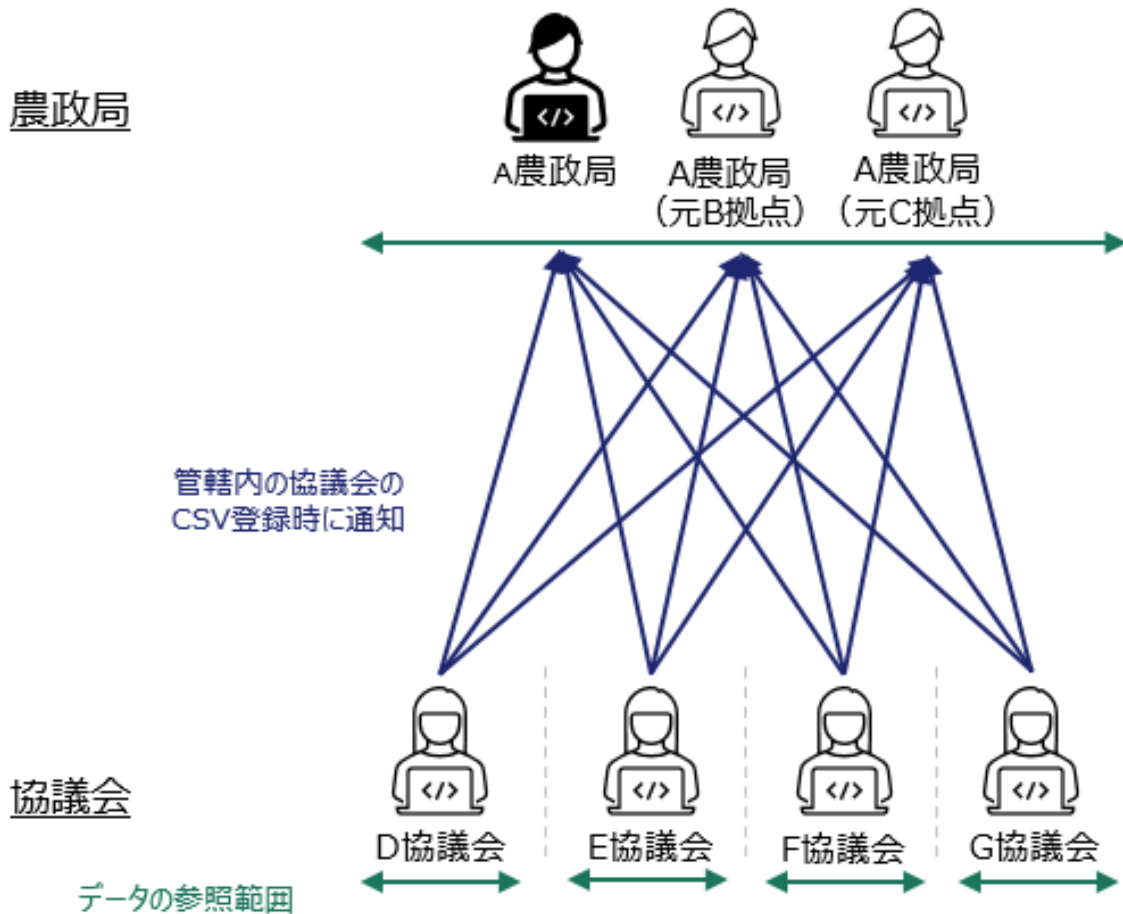 農政局
</>
</>
</>
A農政局
A農政局
(元B拠点)
A農政局
(元C拠点)
管轄内の協議会の
CSV登録時に通知
協議会
</>
</>
</>
</>
D協議会
E協議会
F協議会
G協議会
データの参照範囲